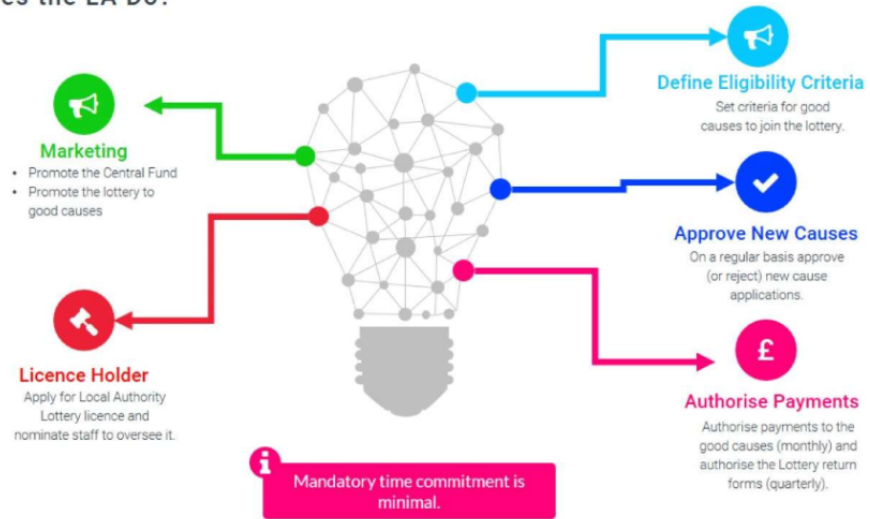 the LA DO?
Marketing
• Promote the Central Fund
• Promote the lottery to
good causes
Licence Holder
Apply for Local Authority
Lottery licence and
nominate staff to oversee it.
Define Eligibility Criteria
Set criteria for good
causes to join the lottery.
Approve New Causes
On a regular basis approve
(or reject) new cause
applications.
£
Authorise Payments
Authorise payments to the
good causes (monthly) and
authorise the Lottery return
forms (quarterly).
i
Mandatory time commitment is
minimal.